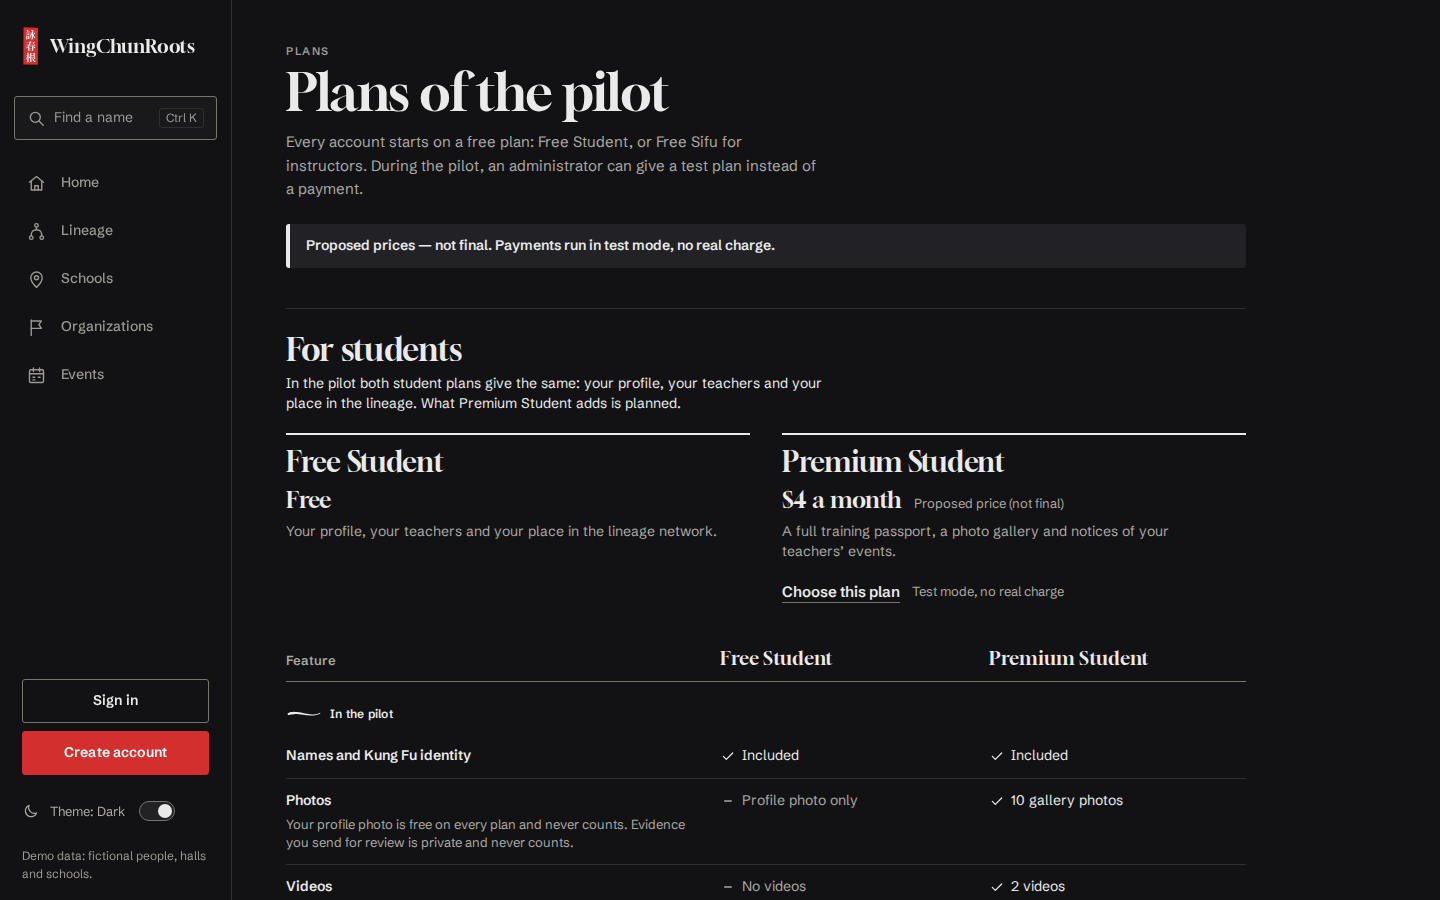 詠春根
WingChunRoots
Find a name
Ctrl K
Home
Lineage
Schools
Organizations
Events
Sign in
Create account
Theme: Dark
Demo data: fictional people, halls
and schools.
PLANS
Plans of the pilot
Every account starts on a free plan: Free Student, or Free Sifu for
instructors. During the pilot, an administrator can give a test plan instead of
a payment.
Proposed prices — not final. Payments run in test mode, no real charge.
For students
In the pilot both student plans give the same: your profile, your teachers and your
place in the lineage. What Premium Student adds is planned.
Free Student
Free
Your profile, your teachers and your place in the lineage network.
Premium Student
$4 a month Proposed price (not final)
A full training passport, a photo gallery and notices of your
teachers’ events.
Choose this plan Test mode, no real charge
Feature Free Student Premium Student
In the pilot
Names and Kung Fu identity Included Included
Photos – Profile photo only 10 gallery photos
Your profile photo is free on every plan and never counts. Evidence
you send for review is private and never counts.
Videos – No videos 2 videos